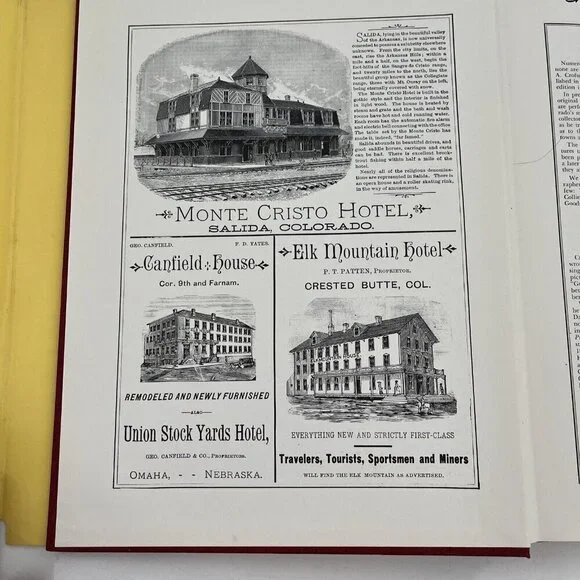 SALIDA, lying in the beautiful valley
of the Arkansas, is now universally
conceded to possess a salubrity elsewhere
unknown. From the city limits, on the
east, rise the Arkansas Hills; within a
mile and a half, on the west, begin the
foot-hills of the Sangre de Cristo range,
and twenty miles to the north, lies the
beautiful group known as the Collegiate
range, these with Mt. Ouray on the left,
being eternally covered with snow.
The Monte Cristo Hotel is built in the
gothic style and the interior is finished
in light wood. The house is heated by
steam and grate and the bath and wash
rooms have hot and cold running water.
Each room has the automatic fire alarm
and electric bell connecting with the office
The table set by the Monte Cristo has
made it, indeed, "far famed."
Salida abounds in beautiful drives, and
good saddle horses, carriages and carts
can be had. There is excellent brook
trout fishing within half a mile of the
hotel.
Nearly all of the religious denomina-
tions are represented in Salida. There is
an opera house and a roller skating rink,
in the way of amusement.
MONTE CRISTO HOTEL,
SALIDA, COLORADO.
GEO. CANFIELD. F. D. YATES.
Canfield House
Cor. 9th and Farnam.
REMODELED AND NEWLY FURNISHED
ALSO
Union Stock Yards Hotel,
GEO. CANFIELD & CO., PROPRIETORS.
OMAHA, - - NEBRASKA.
Elk Mountain Hotel
P. T. PATTEN, PROPRIETOR.
CRESTED BUTTE, COL.
EVERYTHING NEW AND STRICTLY FIRST-CLASS
Travelers, Tourists, Sportsmen and Miners
WILL FIND THE ELK MOUNTAIN AS ADVERTISED.